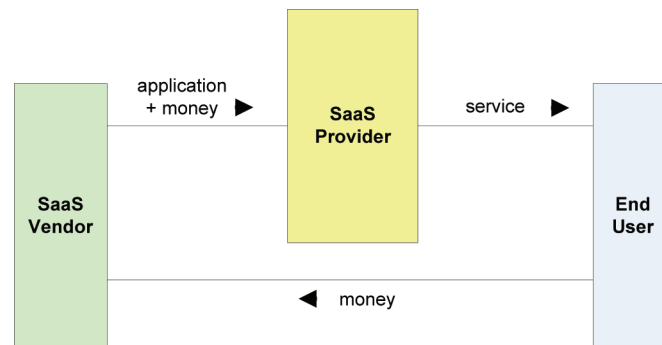 application
+ money
SaaS
Provider
service
SaaS
Vendor
End
User
money